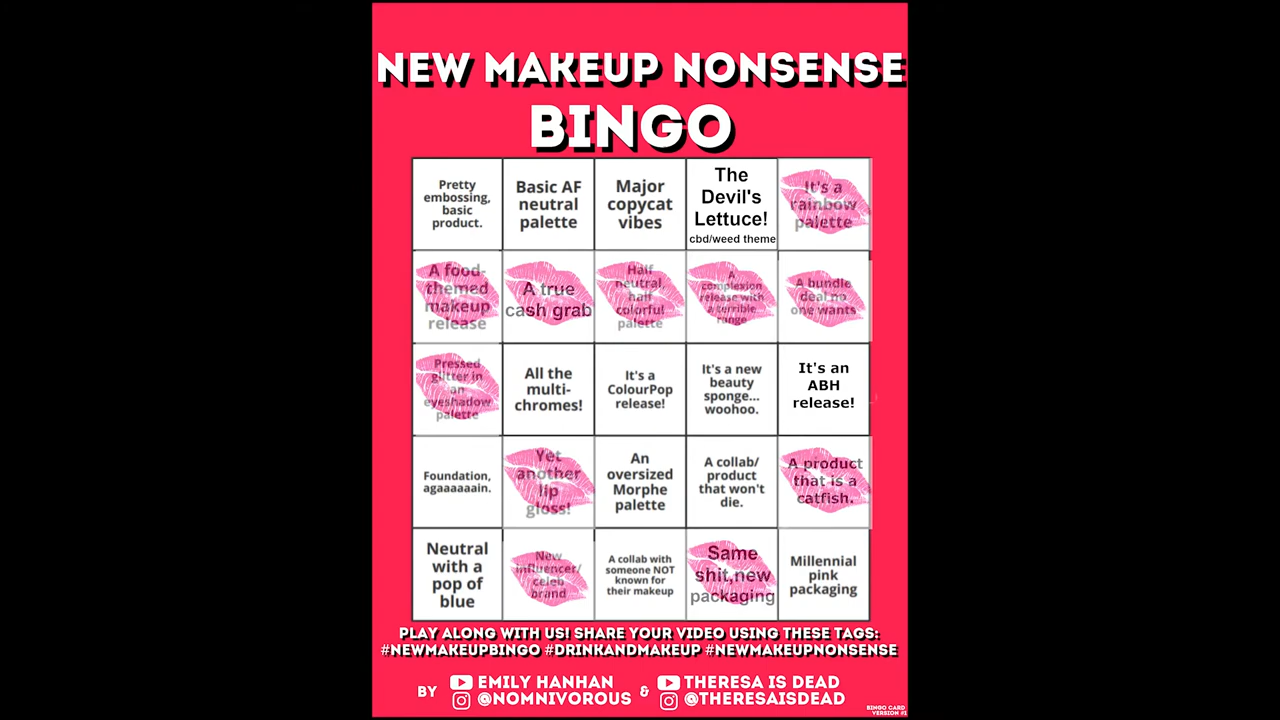 NEW MAKEUP NONSENSE
BINGO
Pretty
embossing,
basic
product.
Basic AF
neutral
palette
Major
copycat
vibes
The
Devil's
Lettuce!
cbd/weed theme
It's a
rainbow
palette
A food-
themed
makeup
release
A true
cash grab
Half
neutral,
half
colorful
palette
A
complexion
release with
a terrible
range
A bundle
deal no
one wants
Pressed
glitter in
an
eyeshadow
palette
All the
multi-
chromes!
It's a
ColourPop
release!
It's a new
beauty
sponge...
woohoo.
It's an
ABH
release!
Foundation,
agaaaaain.
Yet
another
lip
gloss!
An
oversized
Morphe
palette
A collab/
product
that won't
die.
A product
that is a
catfish.
Neutral
with a
pop of
blue
New
influencer/
celeb
brand
A collab with
someone NOT
known for
their makeup
Same
shit,new
packaging
Millennial
pink
packaging
PLAY ALONG WITH US! SHARE YOUR VIDEO USING THESE TAGS:
#NEWMAKEUPBINGO #DRINKANDMAKEUP #NEWMAKEUPNONSENSE
BY EMILY HANHAN @NOMNIVOROUS & THERESA IS DEAD @THERESAISDEAD
BINGO CARD
VERSION #1